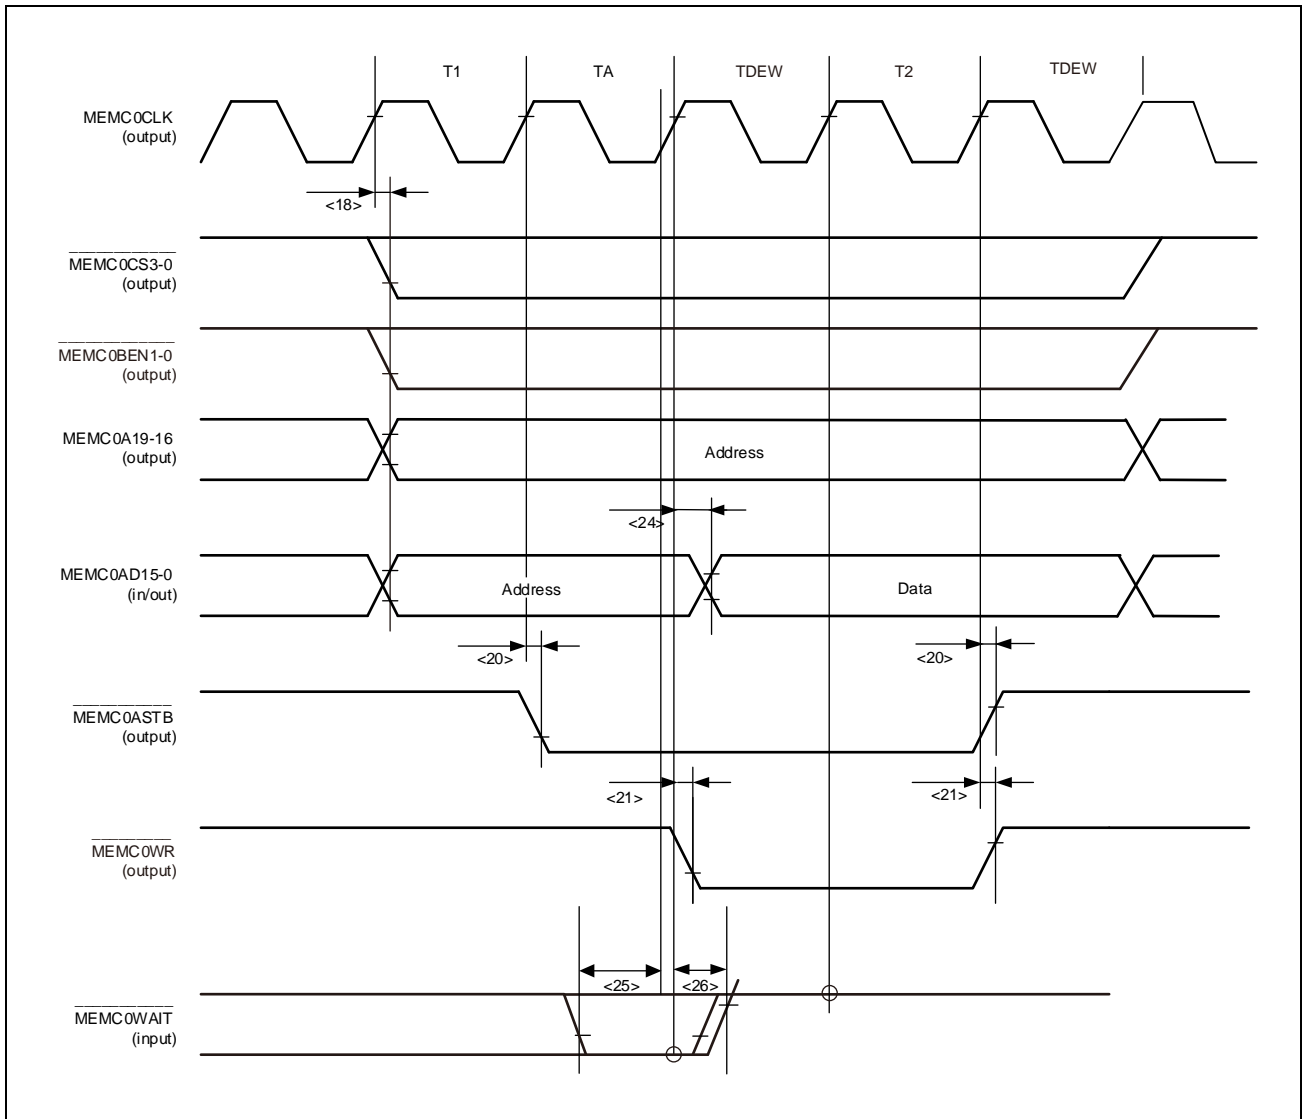 T1 TA TDEW T2 TDEW
MEMC0CLK
(output)
<18>
MEMC0CS3-0
(output)
MEMC0BEN1-0
(output)
MEMC0A19-16
(output)
Address
<24>
MEMC0AD15-0
(in/out)
Address
Data
<20>
<20>
MEMC0ASTB
(output)
<21>
<21>
MEMC0WR
(output)
<25>
<26>
MEMC0WAIT
(input)